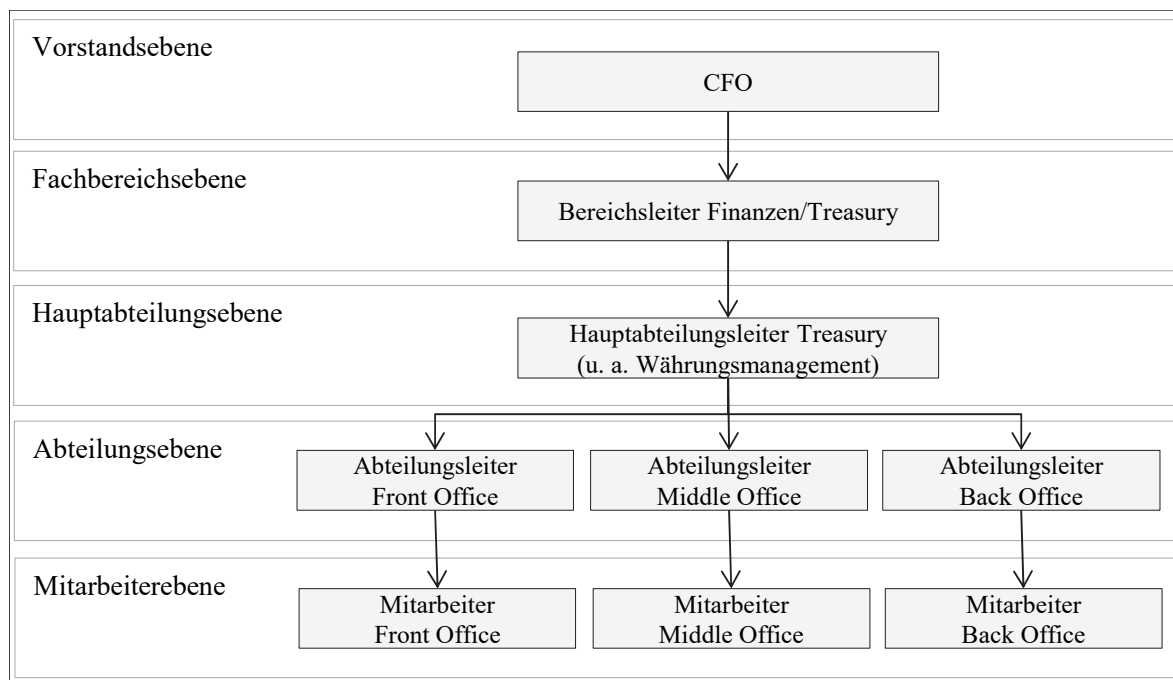 Vorstandsebene
CFO
Fachbereichsebene
Bereichsleiter Finanzen/Treasury
Hauptabteilungsebene
Hauptabteilungsleiter Treasury
(u. a. Währungsmanagement)
Abteilungsebene
Abteilungsleiter
Front Office
Abteilungsleiter
Middle Office
Abteilungsleiter
Back Office
Mitarbeiterebene
Mitarbeiter
Front Office
Mitarbeiter
Middle Office
Mitarbeiter
Back Office